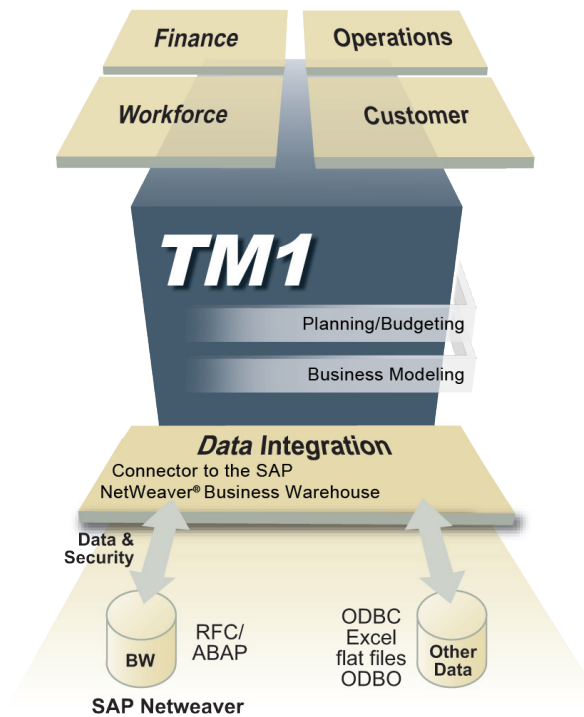 Finance
Operations
Workforce
Customer
TM1
Planning/Budgeting
Business Modeling
Data Integration
Connector to the SAP
NetWeaver® Business Warehouse
Data &
Security
BW
RFC/
ABAP
SAP Netweaver
ODBC
Excel
flat files
ODBO
Other
Data